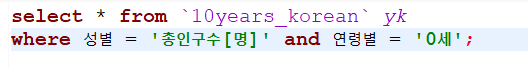 select * from `10years_korean` yk
where 성별 = '총인구수[명]' and 연령별 = '0세';